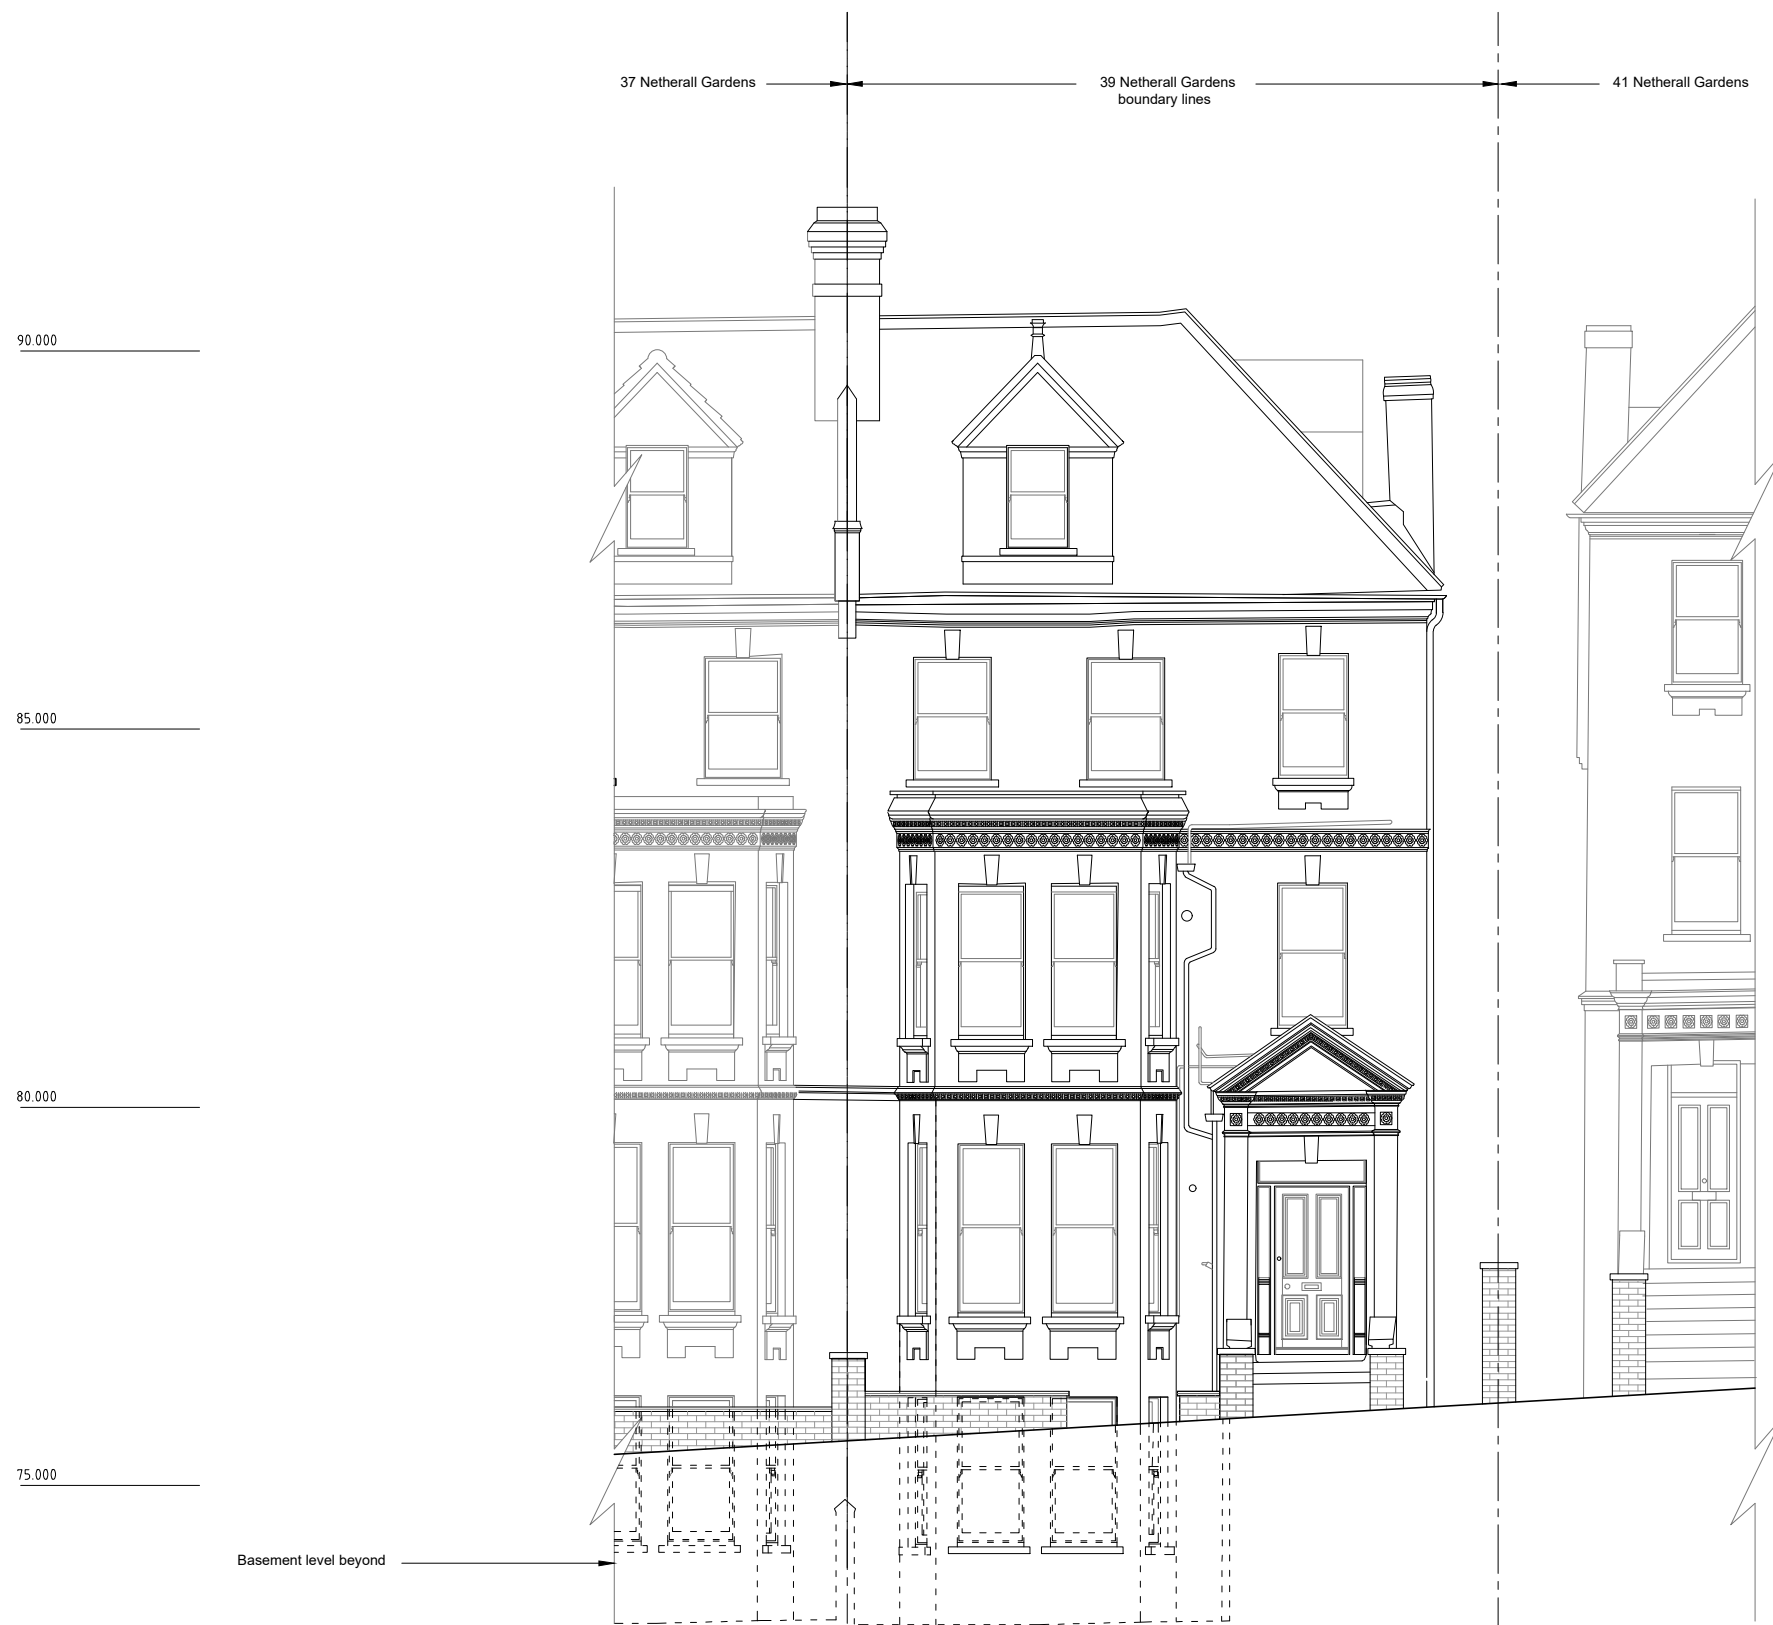 37 Netherall Gardens
39 Netherall Gardens
boundary lines
41 Netherall Gardens
90.000
85.000
80.000
75.000
Basement level beyond